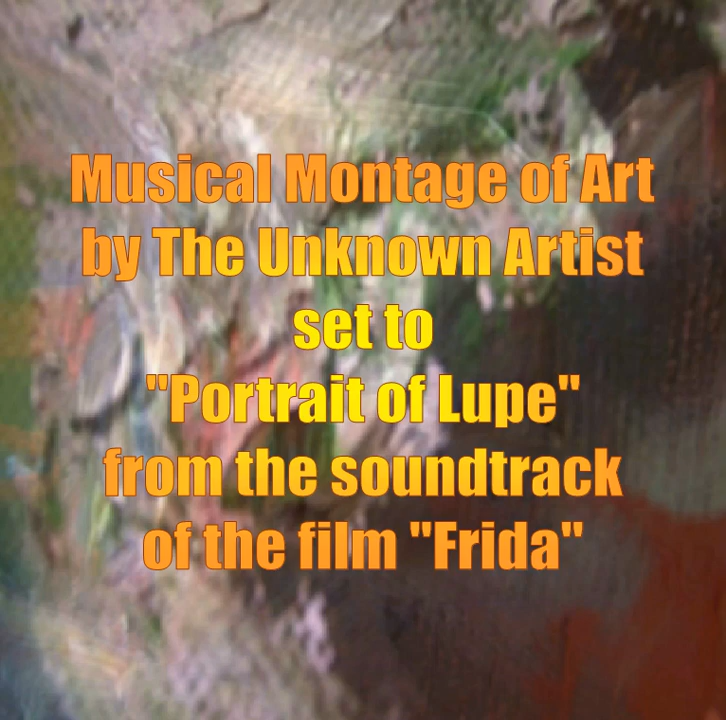 Musical Montage of Art
by The Unknown Artist
set to
"Portrait of Lupe"
from the soundtrack
of the film "Frida"